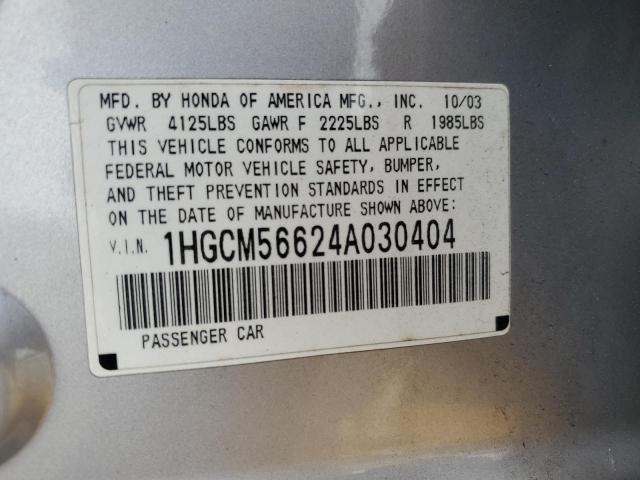 MFD. BY HONDA OF AMERICA MFG., INC. 10/03
GVWR 4125LBS GAWR F 2225LBS R 1985LBS
THIS VEHICLE CONFORMS TO ALL APPLICABLE
FEDERAL MOTOR VEHICLE SAFETY, BUMPER,
AND THEFT PREVENTION STANDARDS IN EFFECT
ON THE DATE OF MANUFACTURE SHOWN ABOVE:
V.I.N. 1HGCM56624A030404
PASSENGER CAR